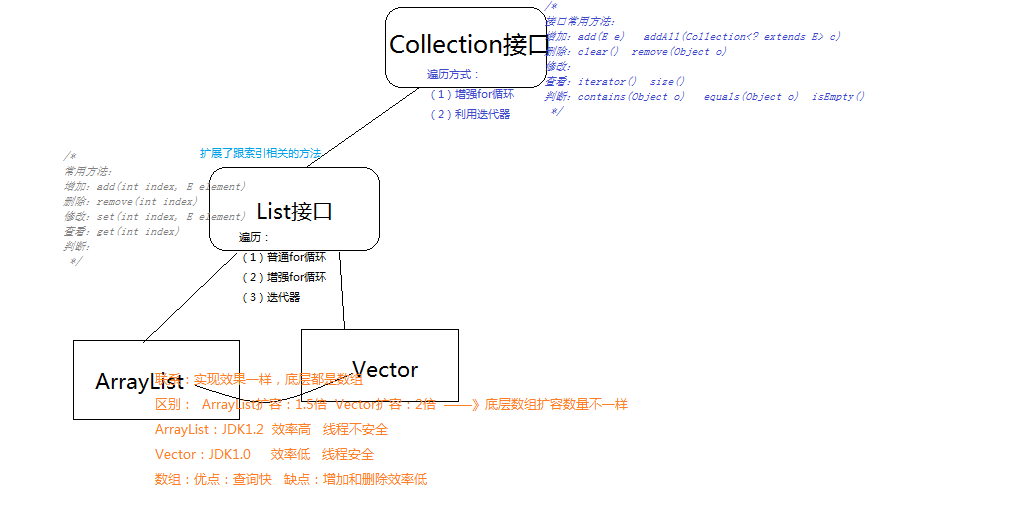 Collection接口
遍历方式：
（1）增强for循环
（2）利用迭代器
/*
接口常用方法：
增加：add(E e)   addAll(Collection<? extends E> c)
删除：clear()  remove(Object o)
修改：
查看：iterator()  size()
判断：contains(Object o)   equals(Object o)  isEmpty()
*/
扩展了跟索引相关的方法
/*
常用方法：
增加：add(int index, E element)
删除：remove(int index)
修改：set(int index, E element)
查看：get(int index)
判断：
*/
List接口
遍历：
（1）普通for循环
（2）增强for循环
（3）迭代器
ArrayList
Vector
联系：实现效果一样，底层都是数组
区别：  ArrayList扩容：1.5倍  Vector扩容：2倍  ——》底层数组扩容数量不一样
ArrayList：JDK1.2  效率高   线程不安全
Vector：JDK1.0     效率低   线程安全
数组：优点：查询快   缺点：增加和删除效率低